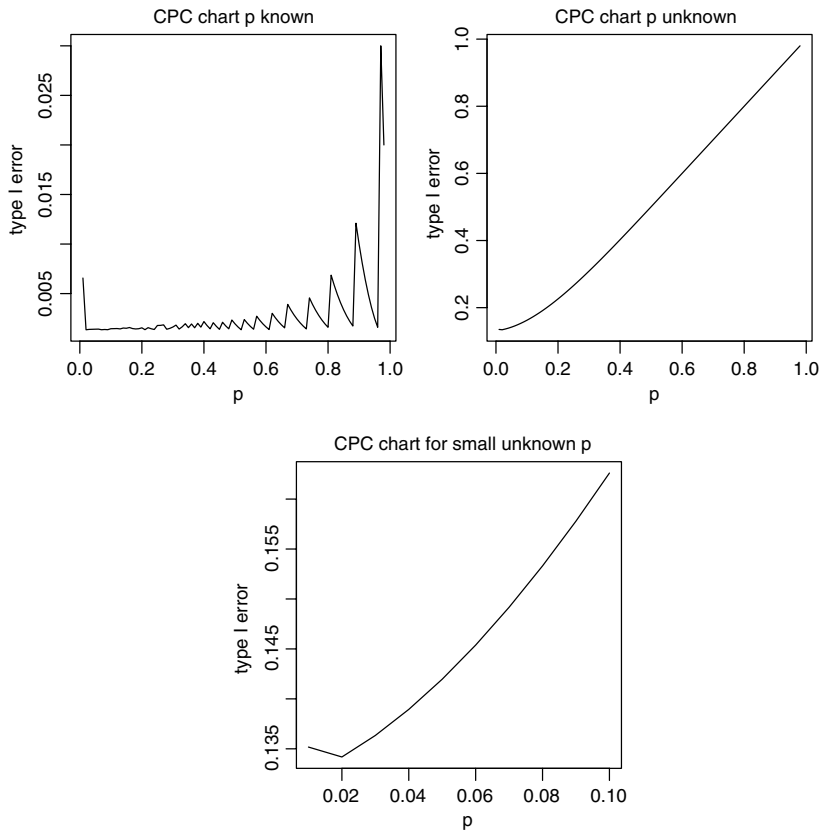 CPC chart p known
type I error
0.025
0.015
0.005
0.0 0.2 0.4 0.6 0.8 1.0
p
CPC chart p unknown
type I error
1.0
0.8
0.6
0.4
0.2
0.0 0.2 0.4 0.6 0.8 1.0
p
CPC chart for small unknown p
type I error
0.155
0.145
0.135
0.02 0.04 0.06 0.08 0.10
p